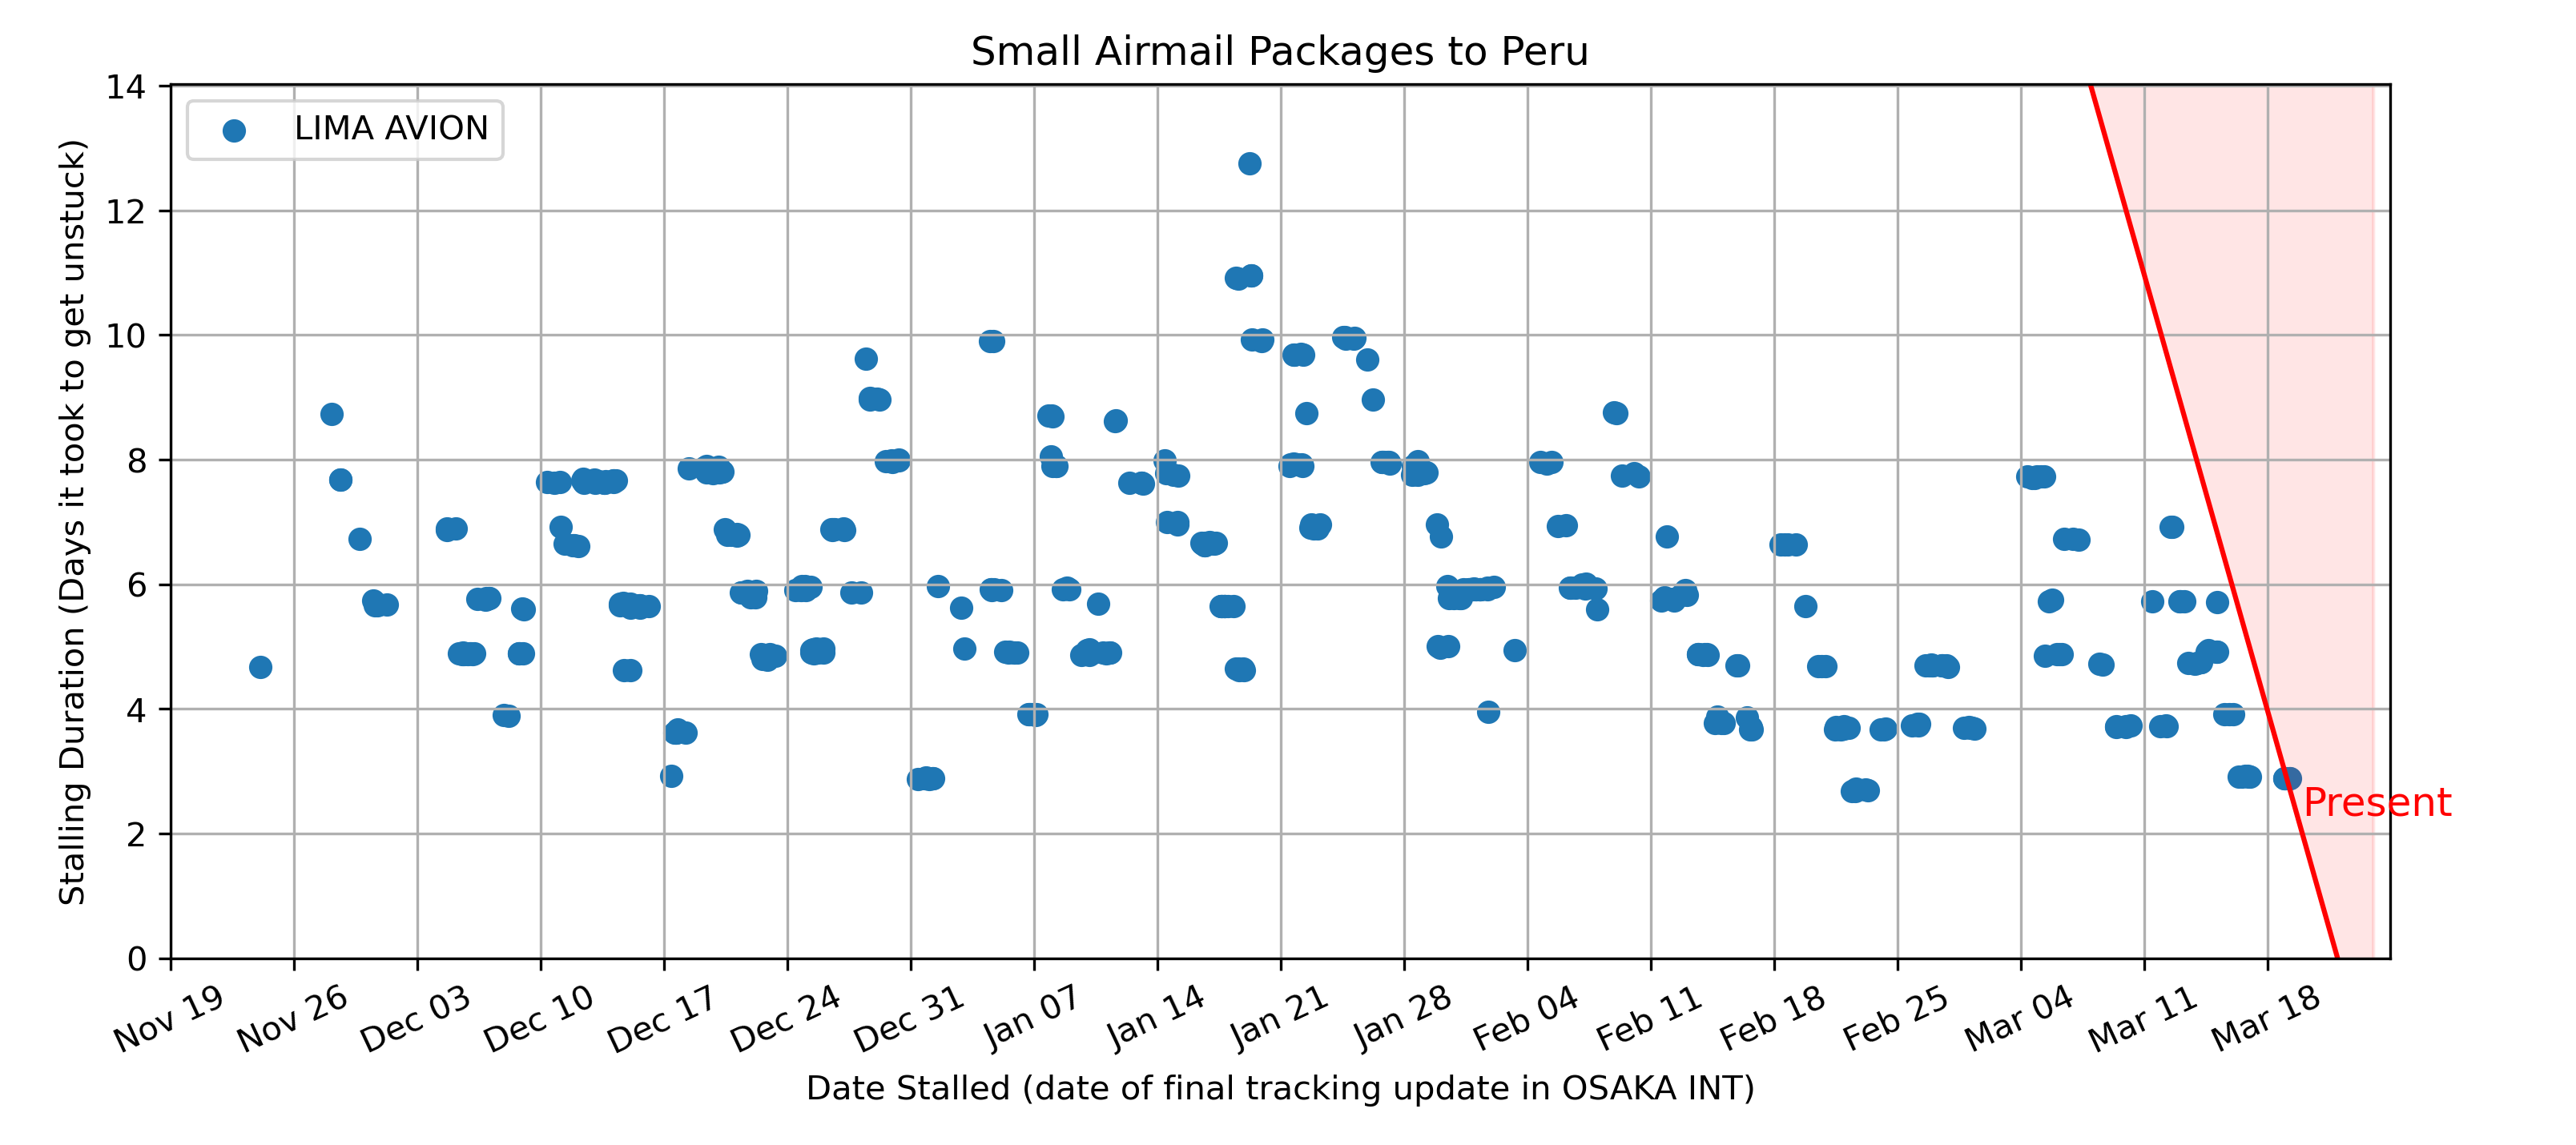 Small Airmail Packages to Peru
LIMA AVION
Stalling Duration (Days it took to get unstuck)
14
12
10
8
6
4
2
0
Present
Nov 19
Nov 26
Dec 03
Dec 10
Dec 17
Dec 24
Dec 31
Jan 07
Jan 14
Jan 21
Jan 28
Feb 04
Feb 11
Feb 18
Feb 25
Mar 04
Mar 11
Mar 18
Date Stalled (date of final tracking update in OSAKA INT)